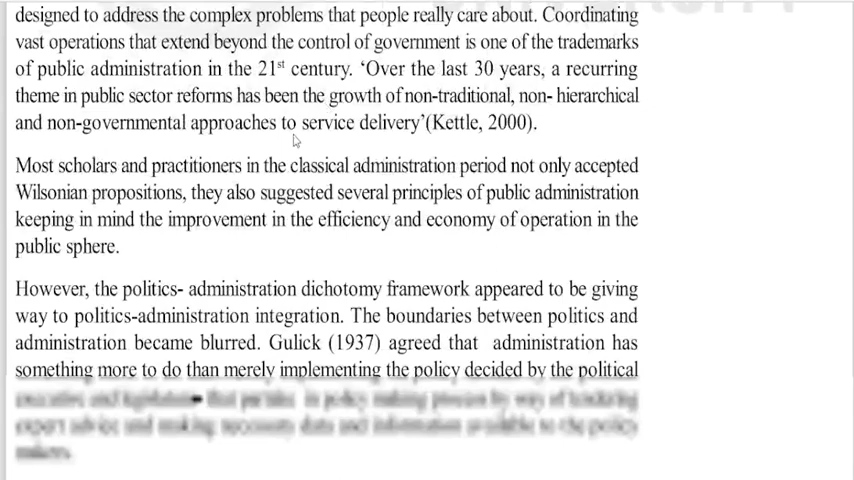 designed to address the complex problems that people really care about. Coordinating
vast operations that extend beyond the control of government is one of the trademarks
of public administration in the 21st century. ‘Over the last 30 years, a recurring
theme in public sector reforms has been the growth of non-traditional, non- hierarchical
and non-governmental approaches to service delivery’(Kettle, 2000).
Most scholars and practitioners in the classical administration period not only accepted
Wilsonian propositions, they also suggested several principles of public administration
keeping in mind the improvement in the efficiency and economy of operation in the
public sphere.
However, the politics- administration dichotomy framework appeared to be giving
way to politics-administration integration. The boundaries between politics and
administration became blurred. Gulick (1937) agreed that administration has
something more to do than merely implementing the policy decided by the political